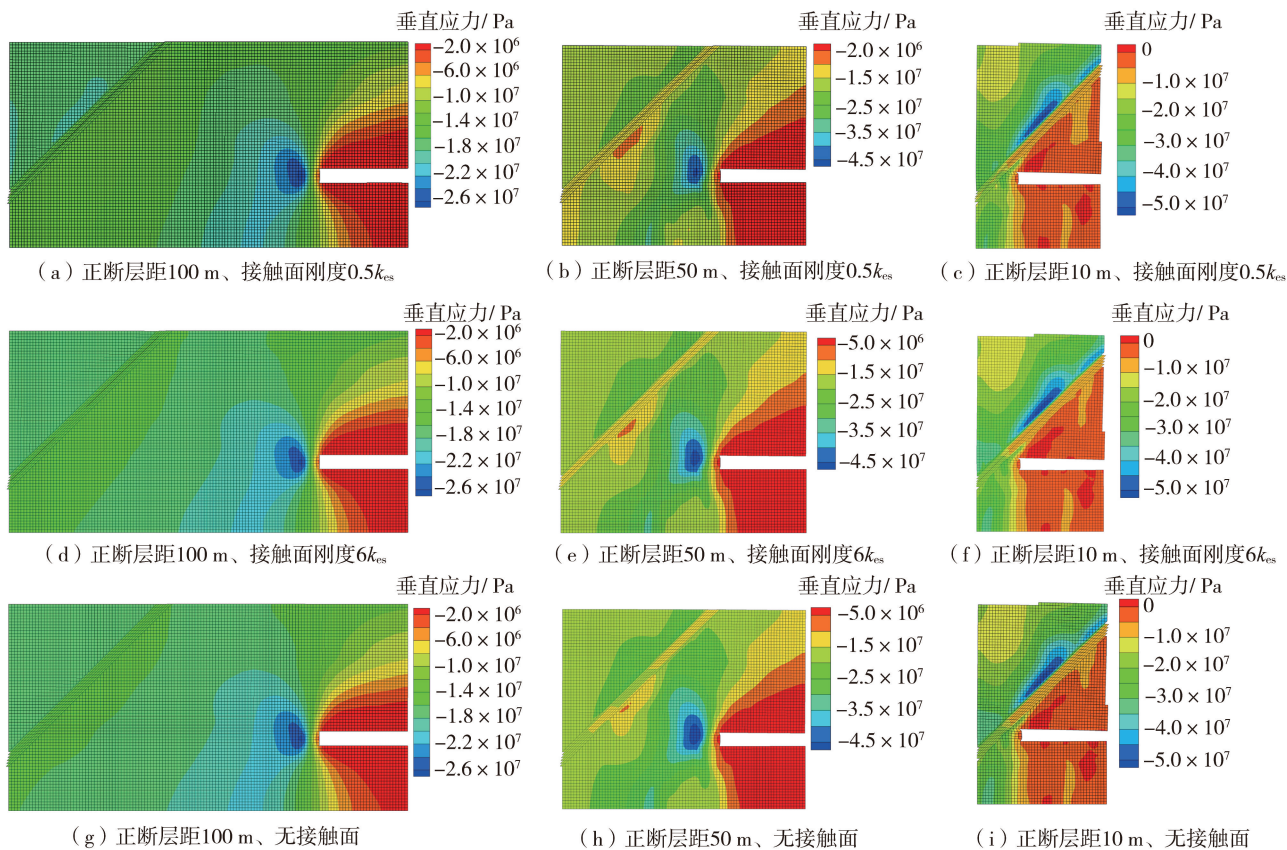 垂直应力/ Pa
−2.0 × 10⁶
−6.0 × 10⁶
−1.0 × 10⁷
−1.4 × 10⁷
−1.8 × 10⁷
−2.2 × 10⁷
−2.6 × 10⁷
（a）正断层距100 m、接触面刚度0.5kes
垂直应力/ Pa
−2.0 × 10⁶
−1.5 × 10⁷
−2.5 × 10⁷
−3.5 × 10⁷
−4.5 × 10⁷
（b）正断层距50 m、接触面刚度0.5kes
垂直应力/ Pa
0
−1.0 × 10⁷
−2.0 × 10⁷
−3.0 × 10⁷
−4.0 × 10⁷
−5.0 × 10⁷
（c）正断层距10 m、接触面刚度0.5kes
垂直应力/ Pa
−2.0 × 10⁶
−6.0 × 10⁶
−1.0 × 10⁷
−1.4 × 10⁷
−1.8 × 10⁷
−2.2 × 10⁷
−2.6 × 10⁷
（d）正断层距100 m、接触面刚度6kes
垂直应力/ Pa
−5.0 × 10⁶
−1.5 × 10⁷
−2.5 × 10⁷
−3.5 × 10⁷
−4.5 × 10⁷
（e）正断层距50 m、接触面刚度6kes
垂直应力/ Pa
0
−1.0 × 10⁷
−2.0 × 10⁷
−3.0 × 10⁷
−4.0 × 10⁷
−5.0 × 10⁷
（f）正断层距10 m、接触面刚度6kes
垂直应力/ Pa
−2.0 × 10⁶
−6.0 × 10⁶
−1.0 × 10⁷
−1.4 × 10⁷
−1.8 × 10⁷
−2.2 × 10⁷
−2.6 × 10⁷
（g）正断层距100 m、无接触面
垂直应力/ Pa
−5.0 × 10⁶
−1.5 × 10⁷
−2.5 × 10⁷
−3.5 × 10⁷
−4.5 × 10⁷
（h）正断层距50 m、无接触面
垂直应力/ Pa
0
−1.0 × 10⁷
−2.0 × 10⁷
−3.0 × 10⁷
−4.0 × 10⁷
−5.0 × 10⁷
（i）正断层距10 m、无接触面